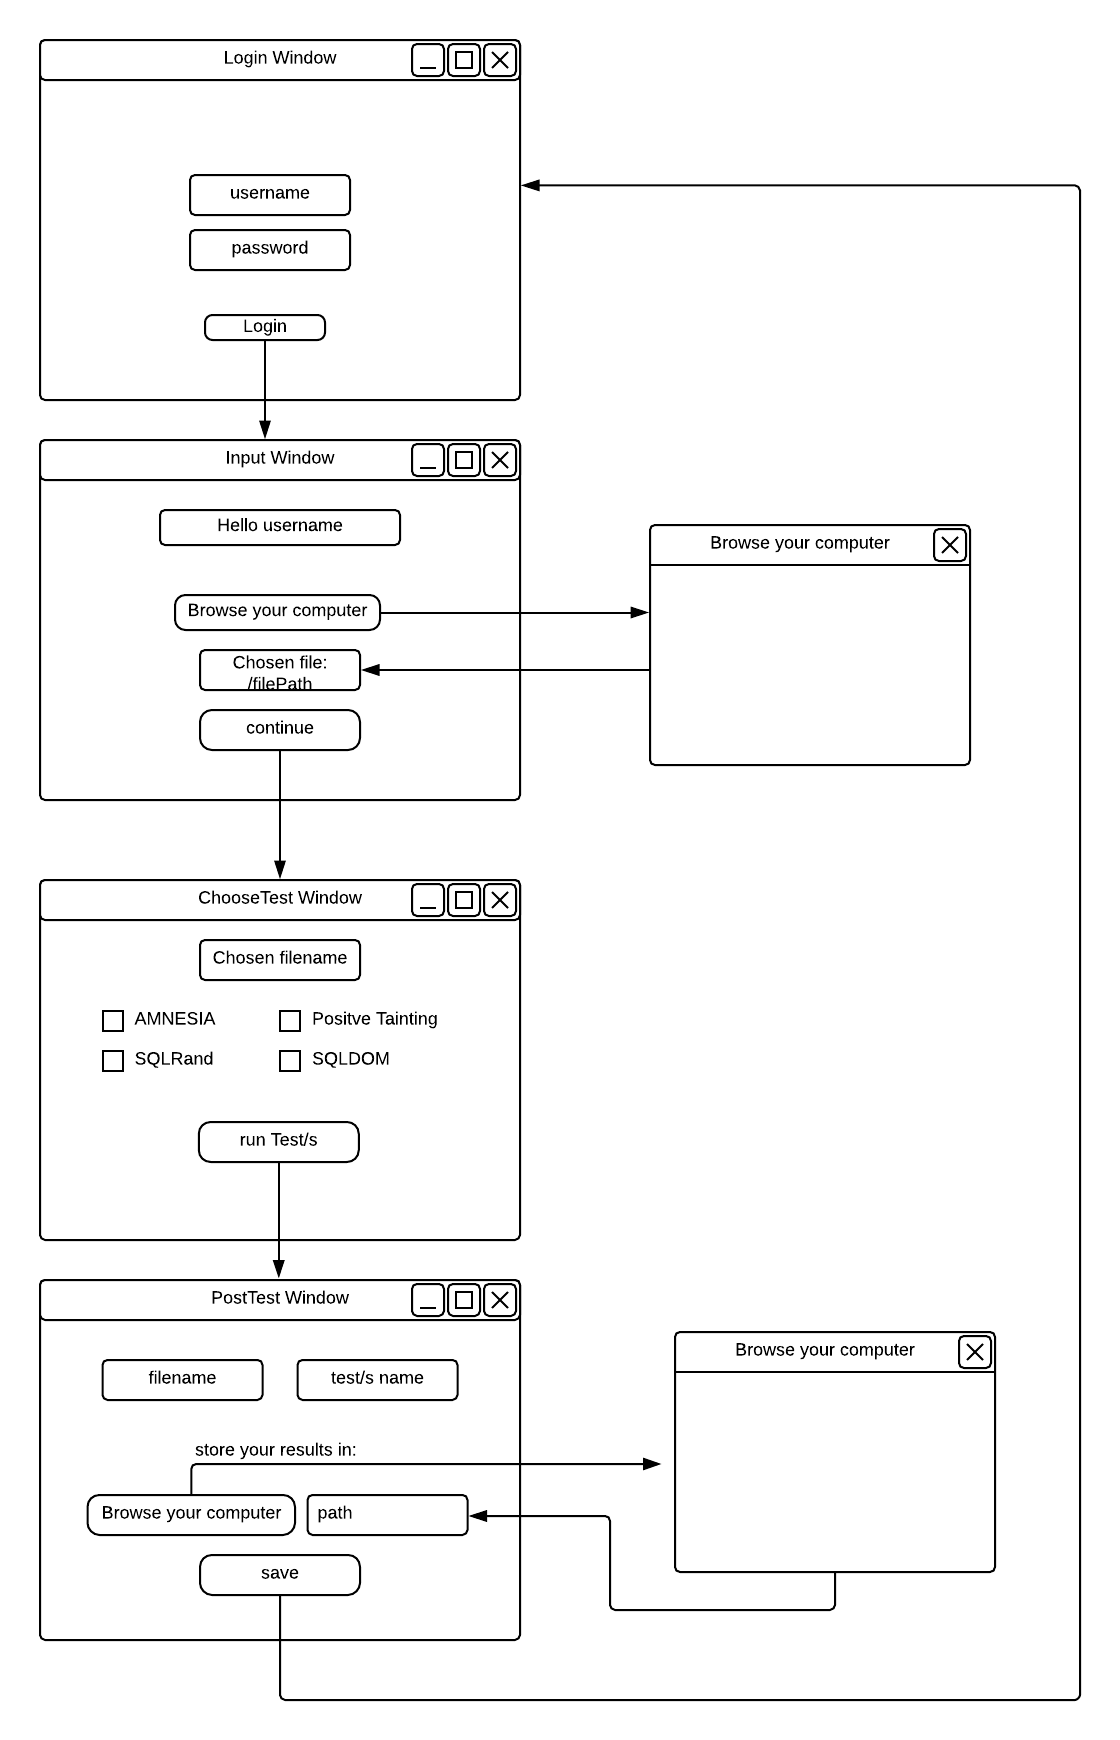 Login Window
username
password
Login
Input Window
Hello username
Browse your computer
Browse your computer
Chosen file:
/filePath
continue
ChooseTest Window
Chosen filename
AMNESIA
Positve Tainting
SQLRand
SQLDOM
run Test/s
PostTest Window
Browse your computer
filename
test/s name
store your results in:
Browse your computer
path
save